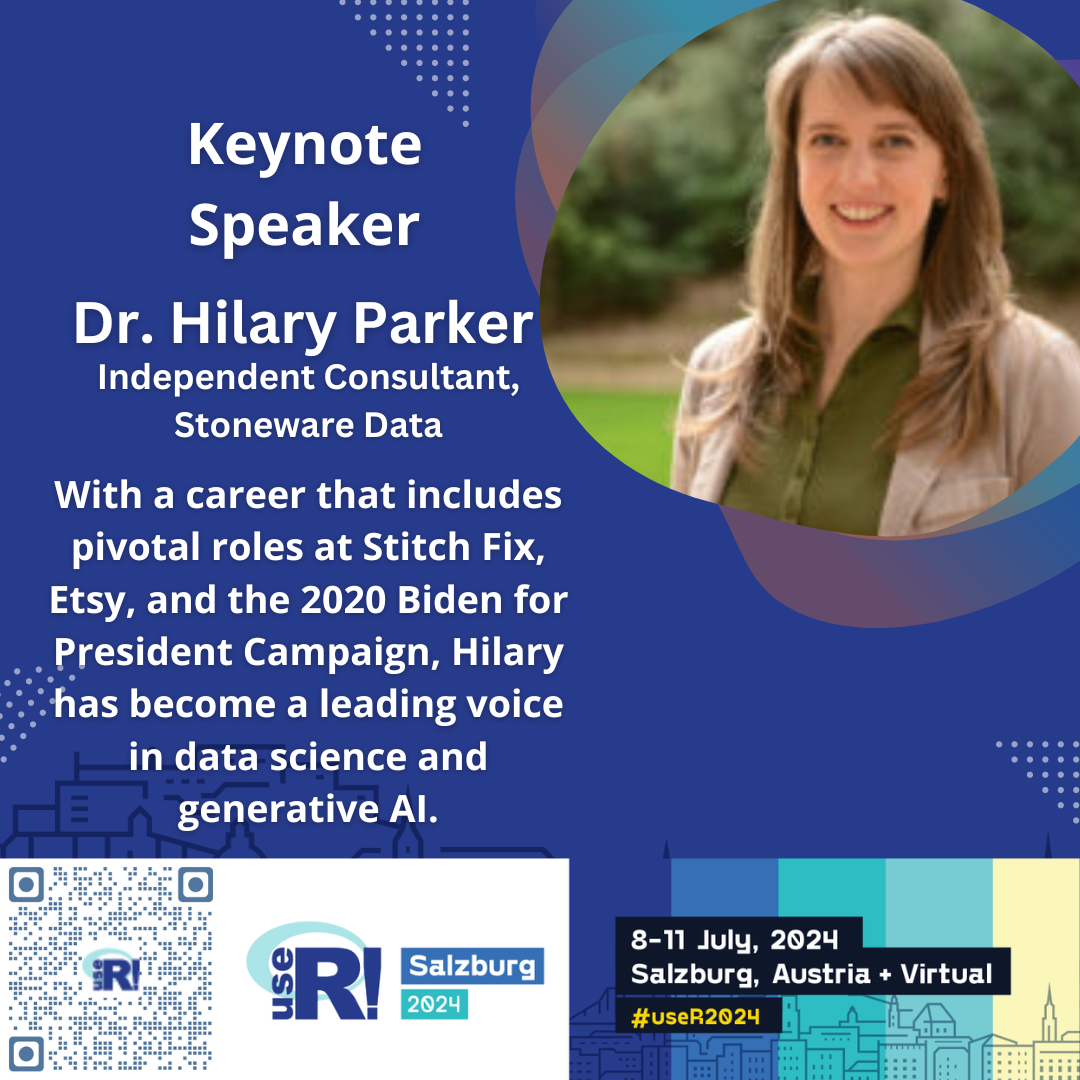 Keynote
Speaker
Dr. Hilary Parker
Independent Consultant,
Stoneware Data
With a career that includes
pivotal roles at Stitch Fix,
Etsy, and the 2020 Biden for
President Campaign, Hilary
has become a leading voice
in data science and
generative AI.
use R!
use R!
Salzburg
2024
8-11 July, 2024
Salzburg, Austria + Virtual
#useR2024